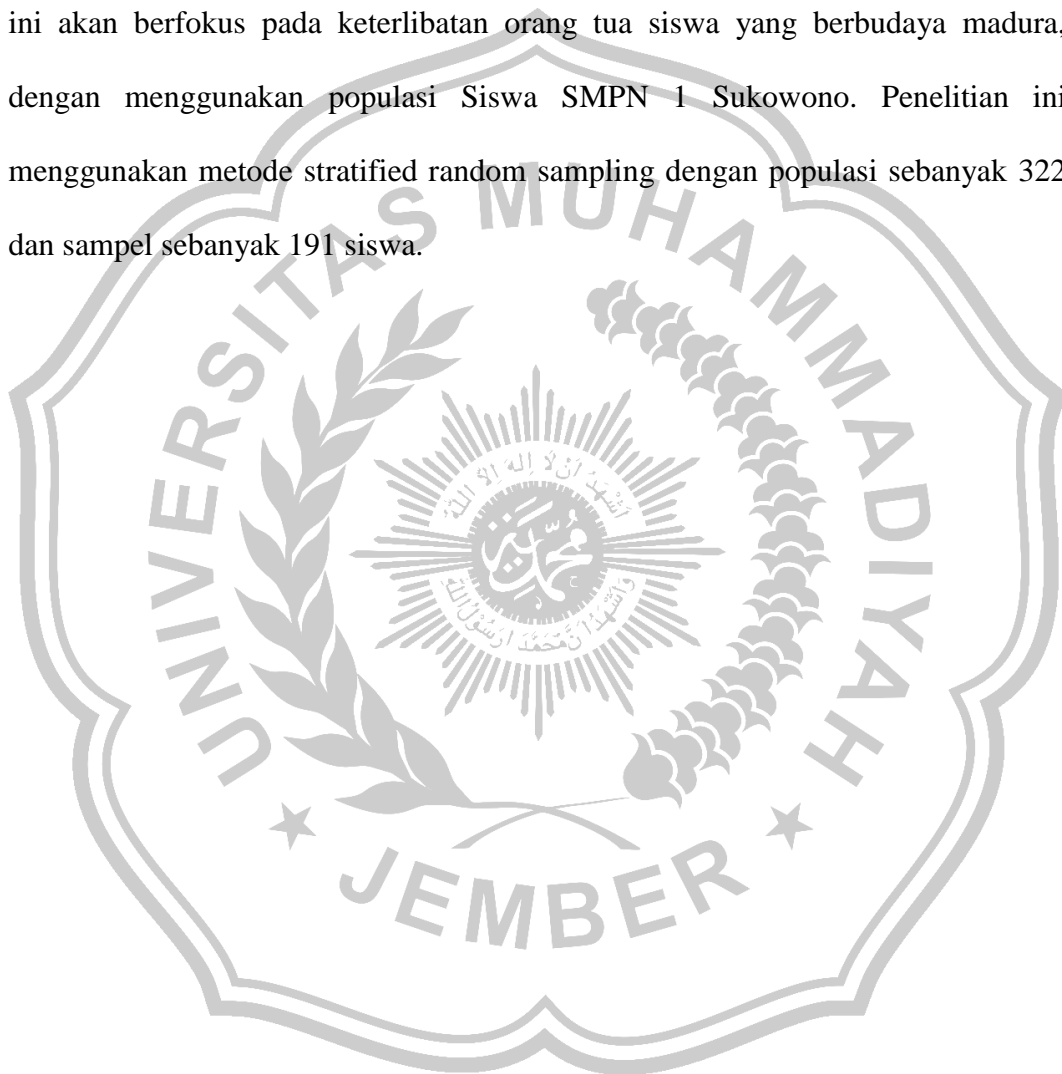 ini akan berfokus pada keterlibatan orang tua siswa yang berbudaya madura,
dengan menggunakan populasi Siswa SMPN 1 Sukowono. Penelitian ini
menggunakan metode stratified random sampling dengan populasi sebanyak 322
dan sampel sebanyak 191 siswa.
UNIVERSITAS MUHAMMADIYAH
JEMBER